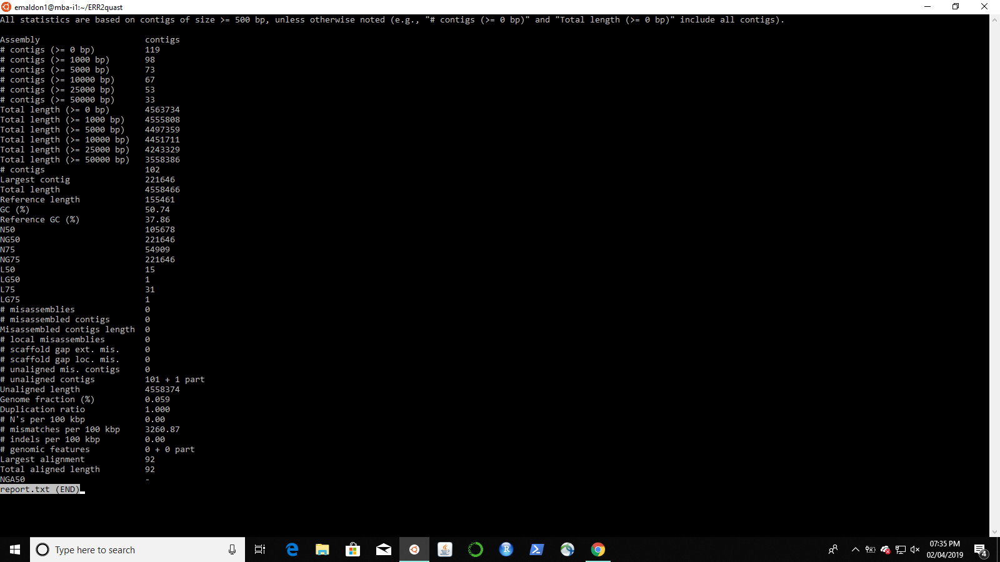 emaldon1@mba-i1:~/ERR2quast
All statistics are based on contigs of size >= 500 bp, unless otherwise noted (e.g., "# contigs (>= 0 bp)" and "Total length (>= 0 bp)" include all contigs).
Assembly contigs
# contigs (>= 0 bp) 119
# contigs (>= 1000 bp) 98
# contigs (>= 5000 bp) 73
# contigs (>= 10000 bp) 67
# contigs (>= 25000 bp) 53
# contigs (>= 50000 bp) 33
Total length (>= 0 bp) 4563734
Total length (>= 1000 bp) 4555808
Total length (>= 5000 bp) 4497359
Total length (>= 10000 bp) 4451711
Total length (>= 25000 bp) 4243329
Total length (>= 50000 bp) 3558386
# contigs 102
Largest contig 221646
Total length 4558466
Reference length 155461
GC (%) 50.74
Reference GC (%) 37.86
N50 105678
NG50 221646
N75 54909
NG75 221646
L50 15
LG50 1
L75 31
LG75 1
# misassemblies 0
# misassembled contigs 0
Misassembled contigs length 0
# local misassemblies 0
# scaffold gap ext. mis. 0
# scaffold gap loc. mis. 0
# unaligned mis. contigs 0
# unaligned contigs 101 + 1 part
Unaligned length 4558374
Genome fraction (%) 0.059
Duplication ratio 1.000
# N's per 100 kbp 0.00
# mismatches per 100 kbp 3260.87
# indels per 100 kbp 0.00
# genomic features 0 + 0 part
Largest alignment 92
Total aligned length 92
NGA50 -
report.txt (END)
Type here to search
07:35 PM
02/04/2019
4